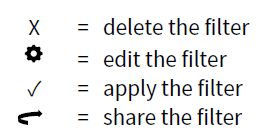 X = delete the filter
= edit the filter
✓ = apply the filter
= share the filter